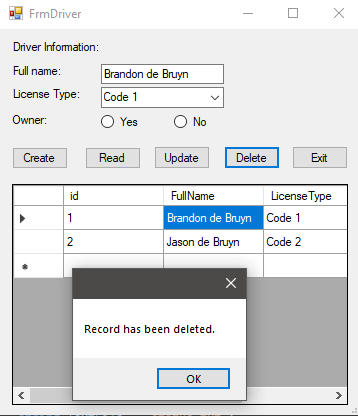 FrmDriver
Driver Information:
Full name: Brandon de Bruyn
License Type: Code 1
Owner: Yes No
Create Read Update Delete Exit
id FullName LicenseType
1 Brandon de Bruyn Code 1
2 Jason de Bruyn Code 2
Record has been deleted.
OK